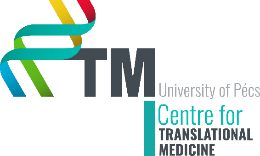 TM
University of Pécs
Centre for
TRANSLATIONAL
MEDICINE